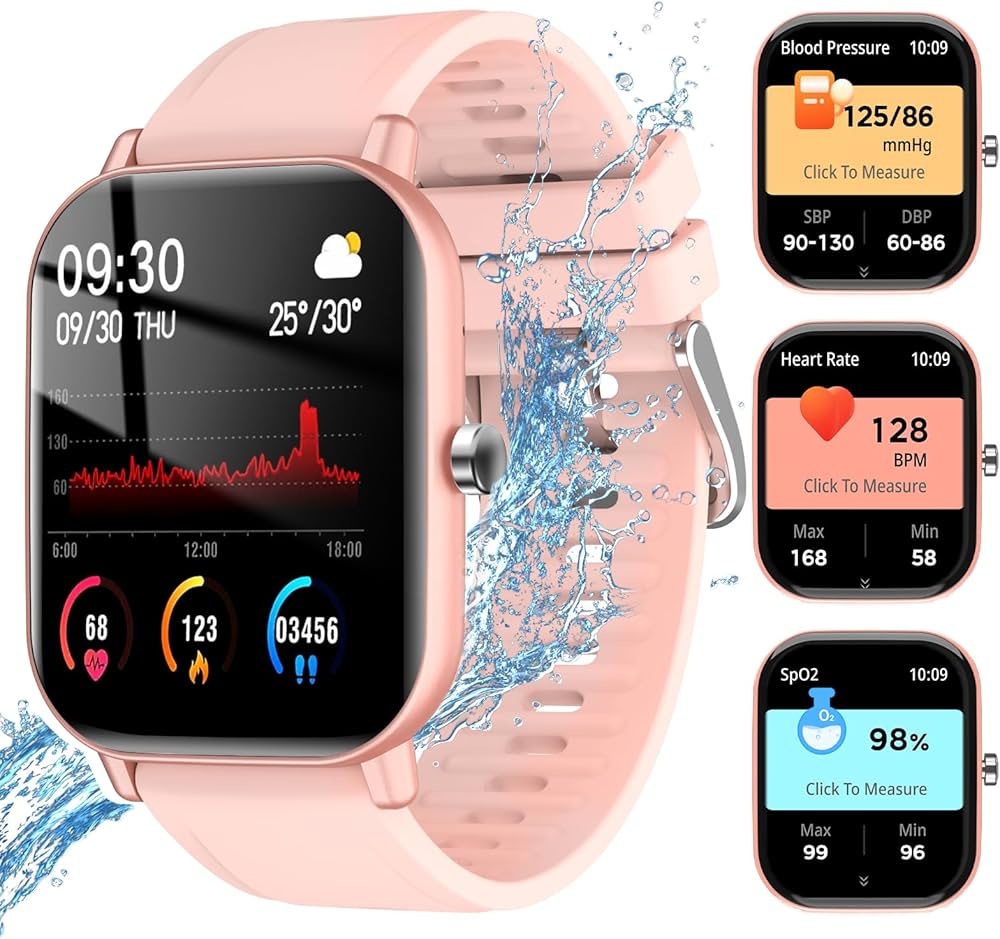 09:30
09/30 THU
25°/30°
160
130
60
6:00 12:00 18:00
68
123
03456
Blood Pressure 10:09
125/86
mmHg
Click To Measure
SBP DBP
90-130 60-86
Heart Rate 10:09
128
BPM
Click To Measure
Max Min
168 58
SpO2 10:09
O2
98%
Click To Measure
Max Min
99 96